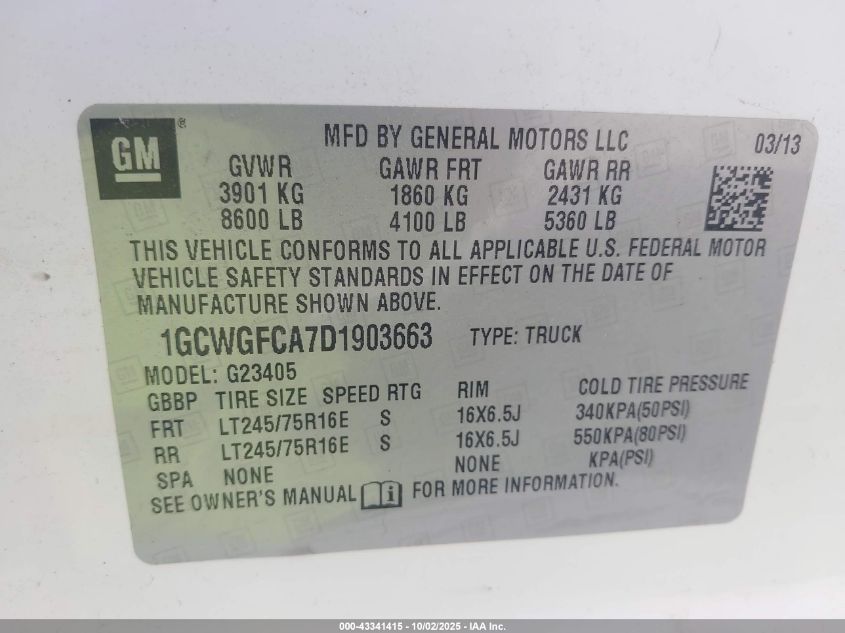 GM ®
MFD BY GENERAL MOTORS LLC 03/13
GVWR GAWR FRT GAWR RR
3901 KG 1860 KG 2431 KG
8600 LB 4100 LB 5360 LB
THIS VEHICLE CONFORMS TO ALL APPLICABLE U.S. FEDERAL MOTOR
VEHICLE SAFETY STANDARDS IN EFFECT ON THE DATE OF
MANUFACTURE SHOWN ABOVE.
1GCWGFCA7D1903663 TYPE: TRUCK
MODEL: G23405
GBBP TIRE SIZE SPEED RTG RIM COLD TIRE PRESSURE
FRT LT245/75R16E S 16X6.5J 340KPA(50PSI)
RR LT245/75R16E S 16X6.5J 550KPA(80PSI)
SPA NONE NONE KPA(PSI)
SEE OWNER'S MANUAL i FOR MORE INFORMATION.
000-43341415 - 10/02/2025 - IAA Inc.